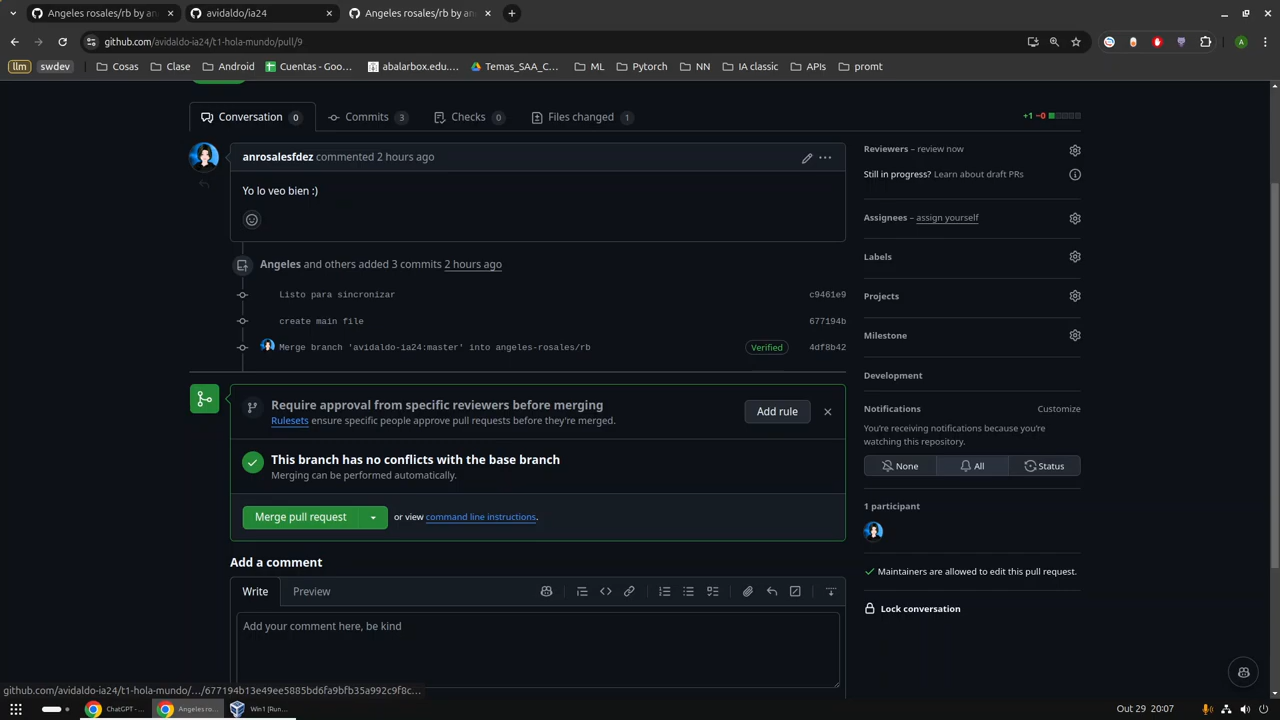 Angeles rosales/rb by an
avidaldo/ia24
Angeles rosales/rb by an
github.com/avidaldo-ia24/t1-hola-mundo/pull/9
llm
swdev
Cosas
Clase
Android
Cuentas - Goo...
abalarbox.edu....
Temas_SAA_C...
ML
Pytorch
NN
IA classic
APIs
promt
Conversation 0
Commits 3
Checks 0
Files changed 1
+1 −0
anrosalesfdez commented 2 hours ago
Yo lo veo bien :)
Angeles and others added 3 commits 2 hours ago
Listo para sincronizar c9461e9
create main file 677194b
Merge branch 'avidaldo-ia24:master' into angeles-rosales/rb Verified 4df8b42
Require approval from specific reviewers before merging
Rulesets ensure specific people approve pull requests before they're merged.
Add rule
This branch has no conflicts with the base branch
Merging can be performed automatically.
Merge pull request
or view command line instructions.
Add a comment
Write
Preview
Add your comment here, be kind
Reviewers – review now
Still in progress? Learn about draft PRs
Assignees – assign yourself
Labels
Projects
Milestone
Development
Notifications
Customize
You're receiving notifications because you're
watching this repository.
None
All
Status
1 participant
Maintainers are allowed to edit this pull request.
Lock conversation
github.com/avidaldo-ia24/t1-hola-mundo/.../677194b13e49ee5885bd6fa9bfb35a992c9f8c...
ChatGPT - ...
Angeles ro...
Win1 [Run...
Out 29 20:07